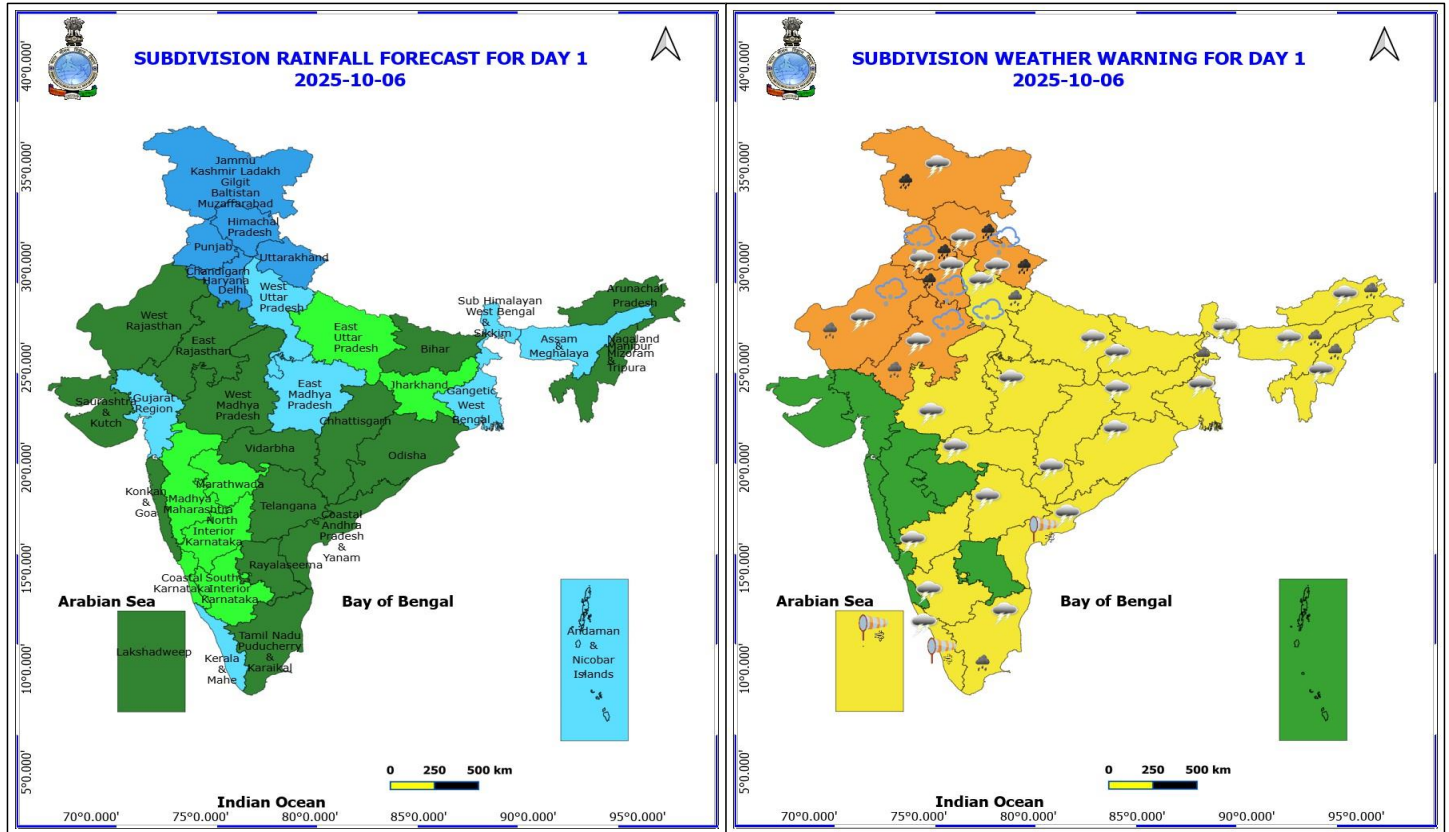 SUBDIVISION RAINFALL FORECAST FOR DAY 1
2025-10-06
40°0.000'
35°0.000'
30°0.000'
25°0.000'
20°0.000'
15°0.000'
10°0.000'
5°0.000'
Jammu
Kashmir Ladakh
Gilgit
Baltistan
Muzaffarabad
Himachal
Pradesh
Punjab
Uttarakhand
Chandigarh
Haryana
Delhi
West
Uttar
Pradesh
West
Rajasthan
East
Rajasthan
East
Uttar
Pradesh
Bihar
Sub Himalayan
West Bengal
&
Sikkim
Arunachal
Pradesh
Assam
&
Meghalaya
Nagaland
Manipur
Mizoram
&
Tripura
Saurashtra
&
Kutch
Gujarat
Region
West
Madhya
Pradesh
East
Madhya
Pradesh
Jharkhand
Gangetic
West
Bengal
Chhattisgarh
Vidarbha
Odisha
Konkan
&
Goa
Marathwada
Madhya
Maharashtra
North
Interior
Karnataka
Telangana
Coastal
Andhra
Pradesh
&
Yanam
Rayalaseema
Coastal
Karnataka
South
Interior
Karnataka
Arabian Sea
Bay of Bengal
Lakshadweep
Kerala
&
Mahe
Tamil Nadu
Puducherry
&
Karaikal
Andaman
&
Nicobar
Islands
0 250 500 km
Indian Ocean
70°0.000' 75°0.000' 80°0.000' 85°0.000' 90°0.000' 95°0.000'
SUBDIVISION WEATHER WARNING FOR DAY 1
2025-10-06
40°0.000'
35°0.000'
30°0.000'
25°0.000'
20°0.000'
15°0.000'
10°0.000'
5°0.000'
Arabian Sea
Bay of Bengal
0 250 500 km
Indian Ocean
70°0.000' 75°0.000' 80°0.000' 85°0.000' 90°0.000' 95°0.000'